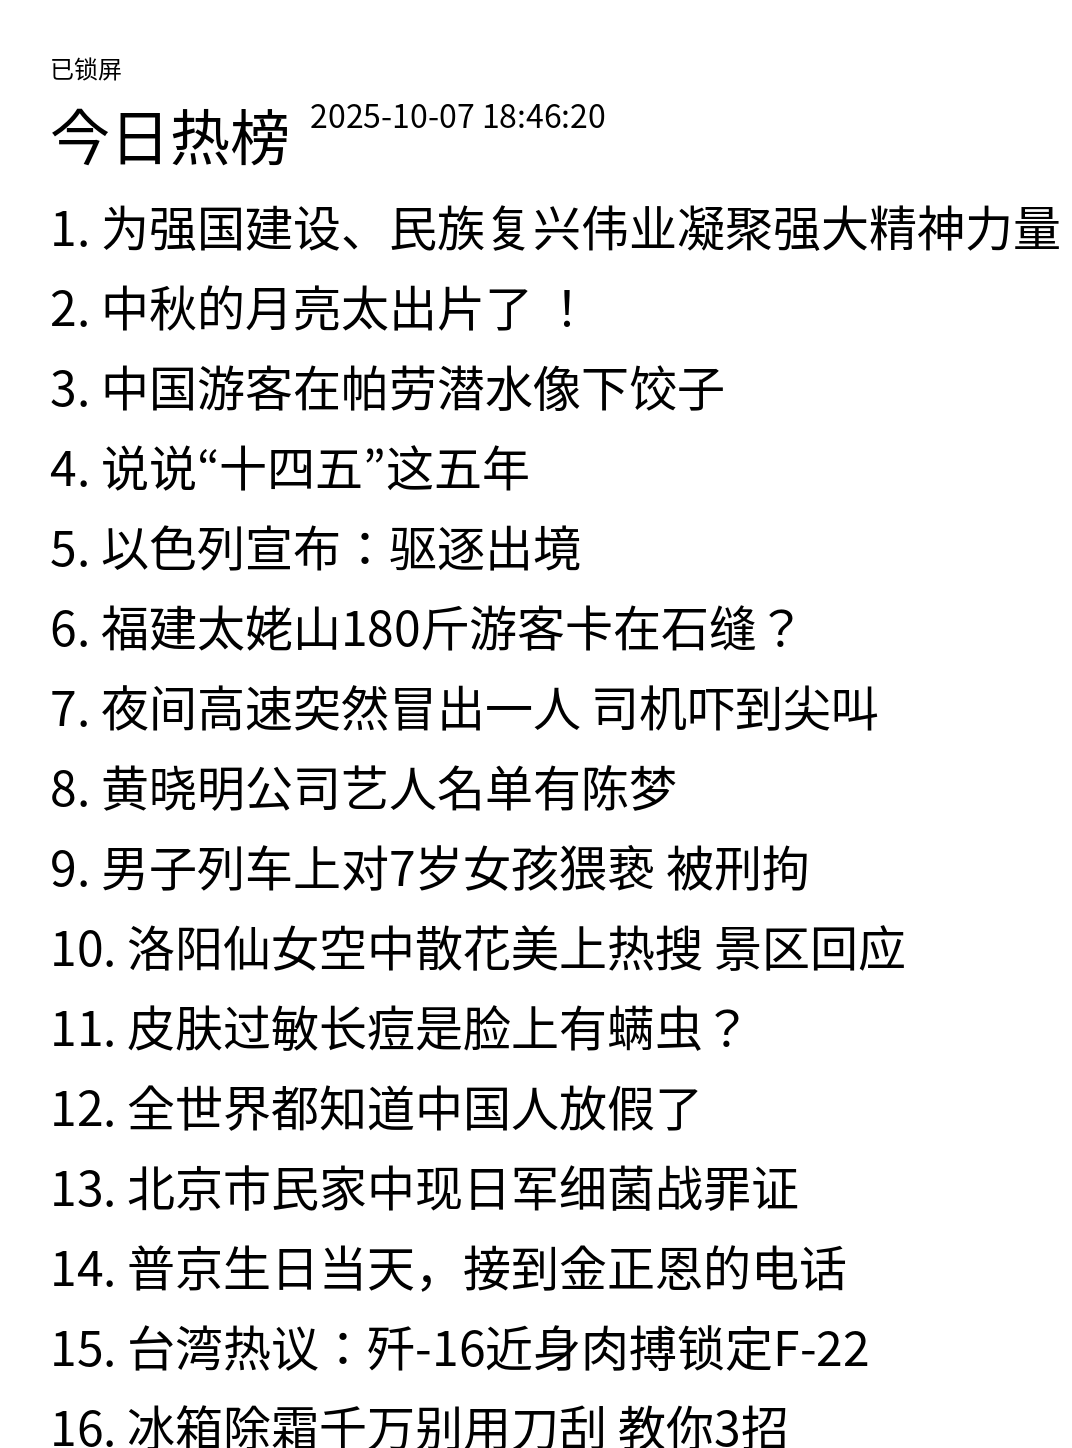 已锁屏
今日热榜 2025-10-07 18:46:20
1. 为强国建设、民族复兴伟业凝聚强大精神力量
2. 中秋的月亮太出片了 ！
3. 中国游客在帕劳潜水像下饺子
4. 说说“十四五”这五年
5. 以色列宣布：驱逐出境
6. 福建太姥山180斤游客卡在石缝？
7. 夜间高速突然冒出一人 司机吓到尖叫
8. 黄晓明公司艺人名单有陈梦
9. 男子列车上对7岁女孩猥亵 被刑拘
10. 洛阳仙女空中散花美上热搜 景区回应
11. 皮肤过敏长痘是脸上有螨虫？
12. 全世界都知道中国人放假了
13. 北京市民家中现日军细菌战罪证
14. 普京生日当天，接到金正恩的电话
15. 台湾热议：歼-16近身肉搏锁定F-22
16. 冰箱除霜千万别用刀刮 教你3招